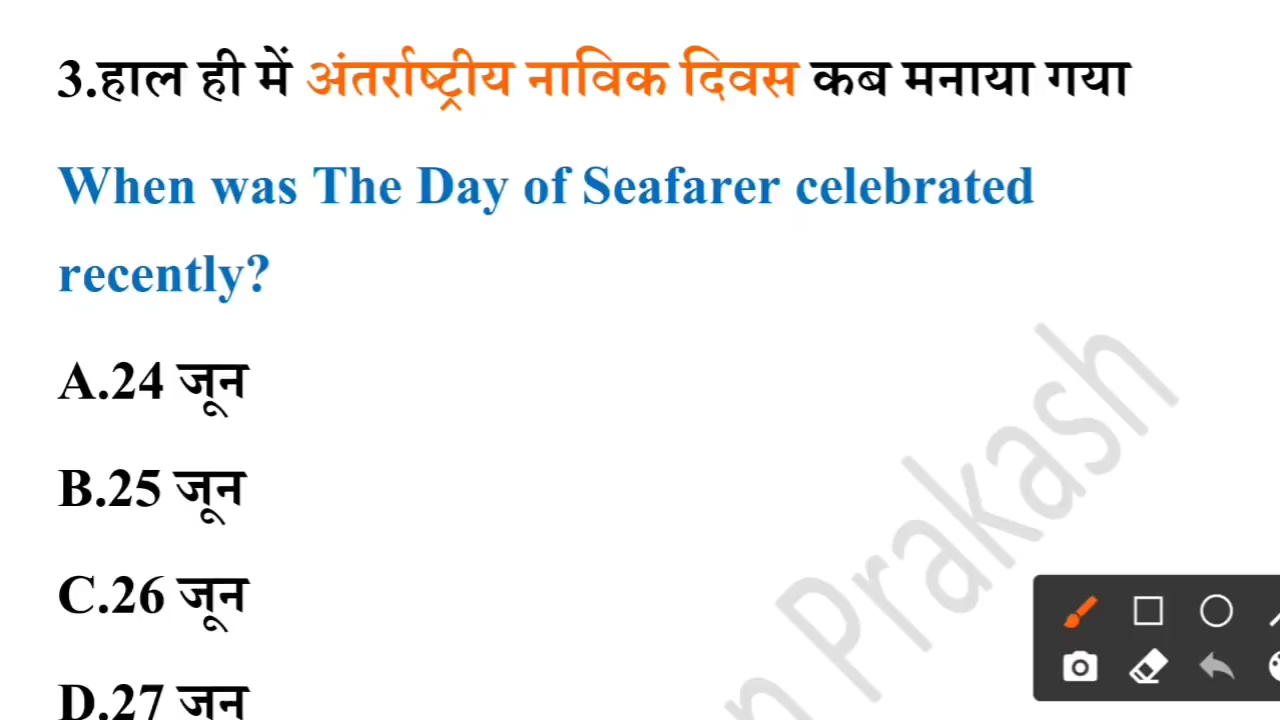 3.हाल ही में अंतर्राष्ट्रीय नाविक दिवस कब मनाया गया
When was The Day of Seafarer celebrated
recently?
A.24 जून
B.25 जून
C.26 जून
D.27 जून
Prakash